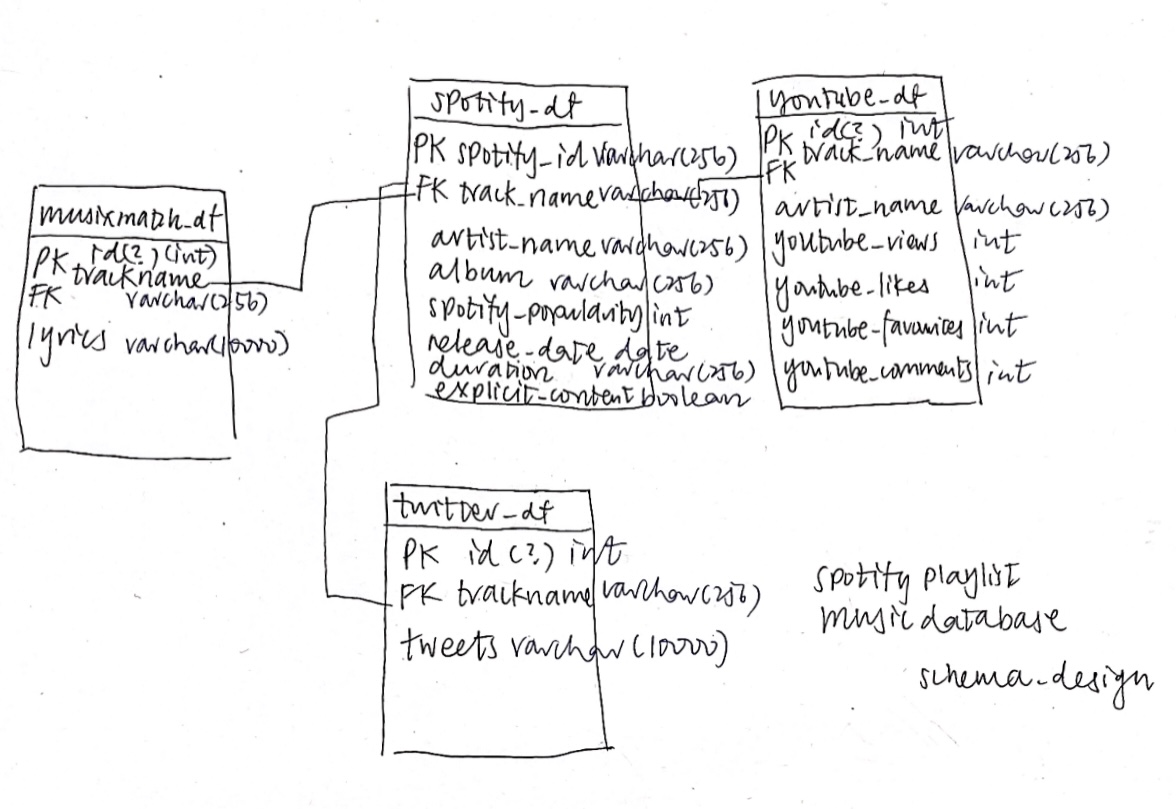 musixmatch_df
PK id(?) (int)
FK trackname
varchar(256)
lyrics varchar(10000)
spotify_df
PK spotify_id varchar(256)
FK track_name varchar(256)
artist_name varchar(256)
album varchar(256)
spotify_popularity int
release_date date
duration varchar(256)
explicit-content boolean
youtube_df
PK id(?) int
FK track_name varchar(256)
artist_name varchar(256)
youtube_views int
youtube_likes int
youtube_favourites int
youtube_comments int
twitter_df
PK id (?) int
FK trackname varchar(256)
tweets varchar(10000)
spotify playlist
music database
schema_design